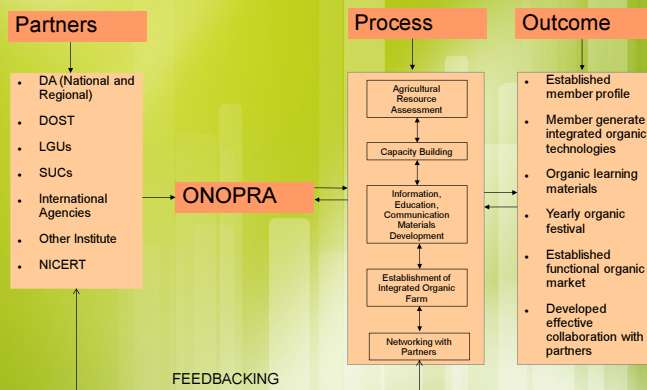 Partners
DA (National and
Regional)
DOST
LGUs
SUCs
International
Agencies
Other Institute
NICERT
ONOPRA
Process
Agricultural
Resource
Assessment
Capacity Building
Information,
Education,
Communication
Materials
Development
Establishment of
Integrated Organic
Farm
Networking with
Partners
Outcome
Established
member profile
Member generate
integrated organic
technologies
Organic learning
materials
Yearly organic
festival
Established
functional organic
market
Developed
effective
collaboration with
partners
FEEDBACKING